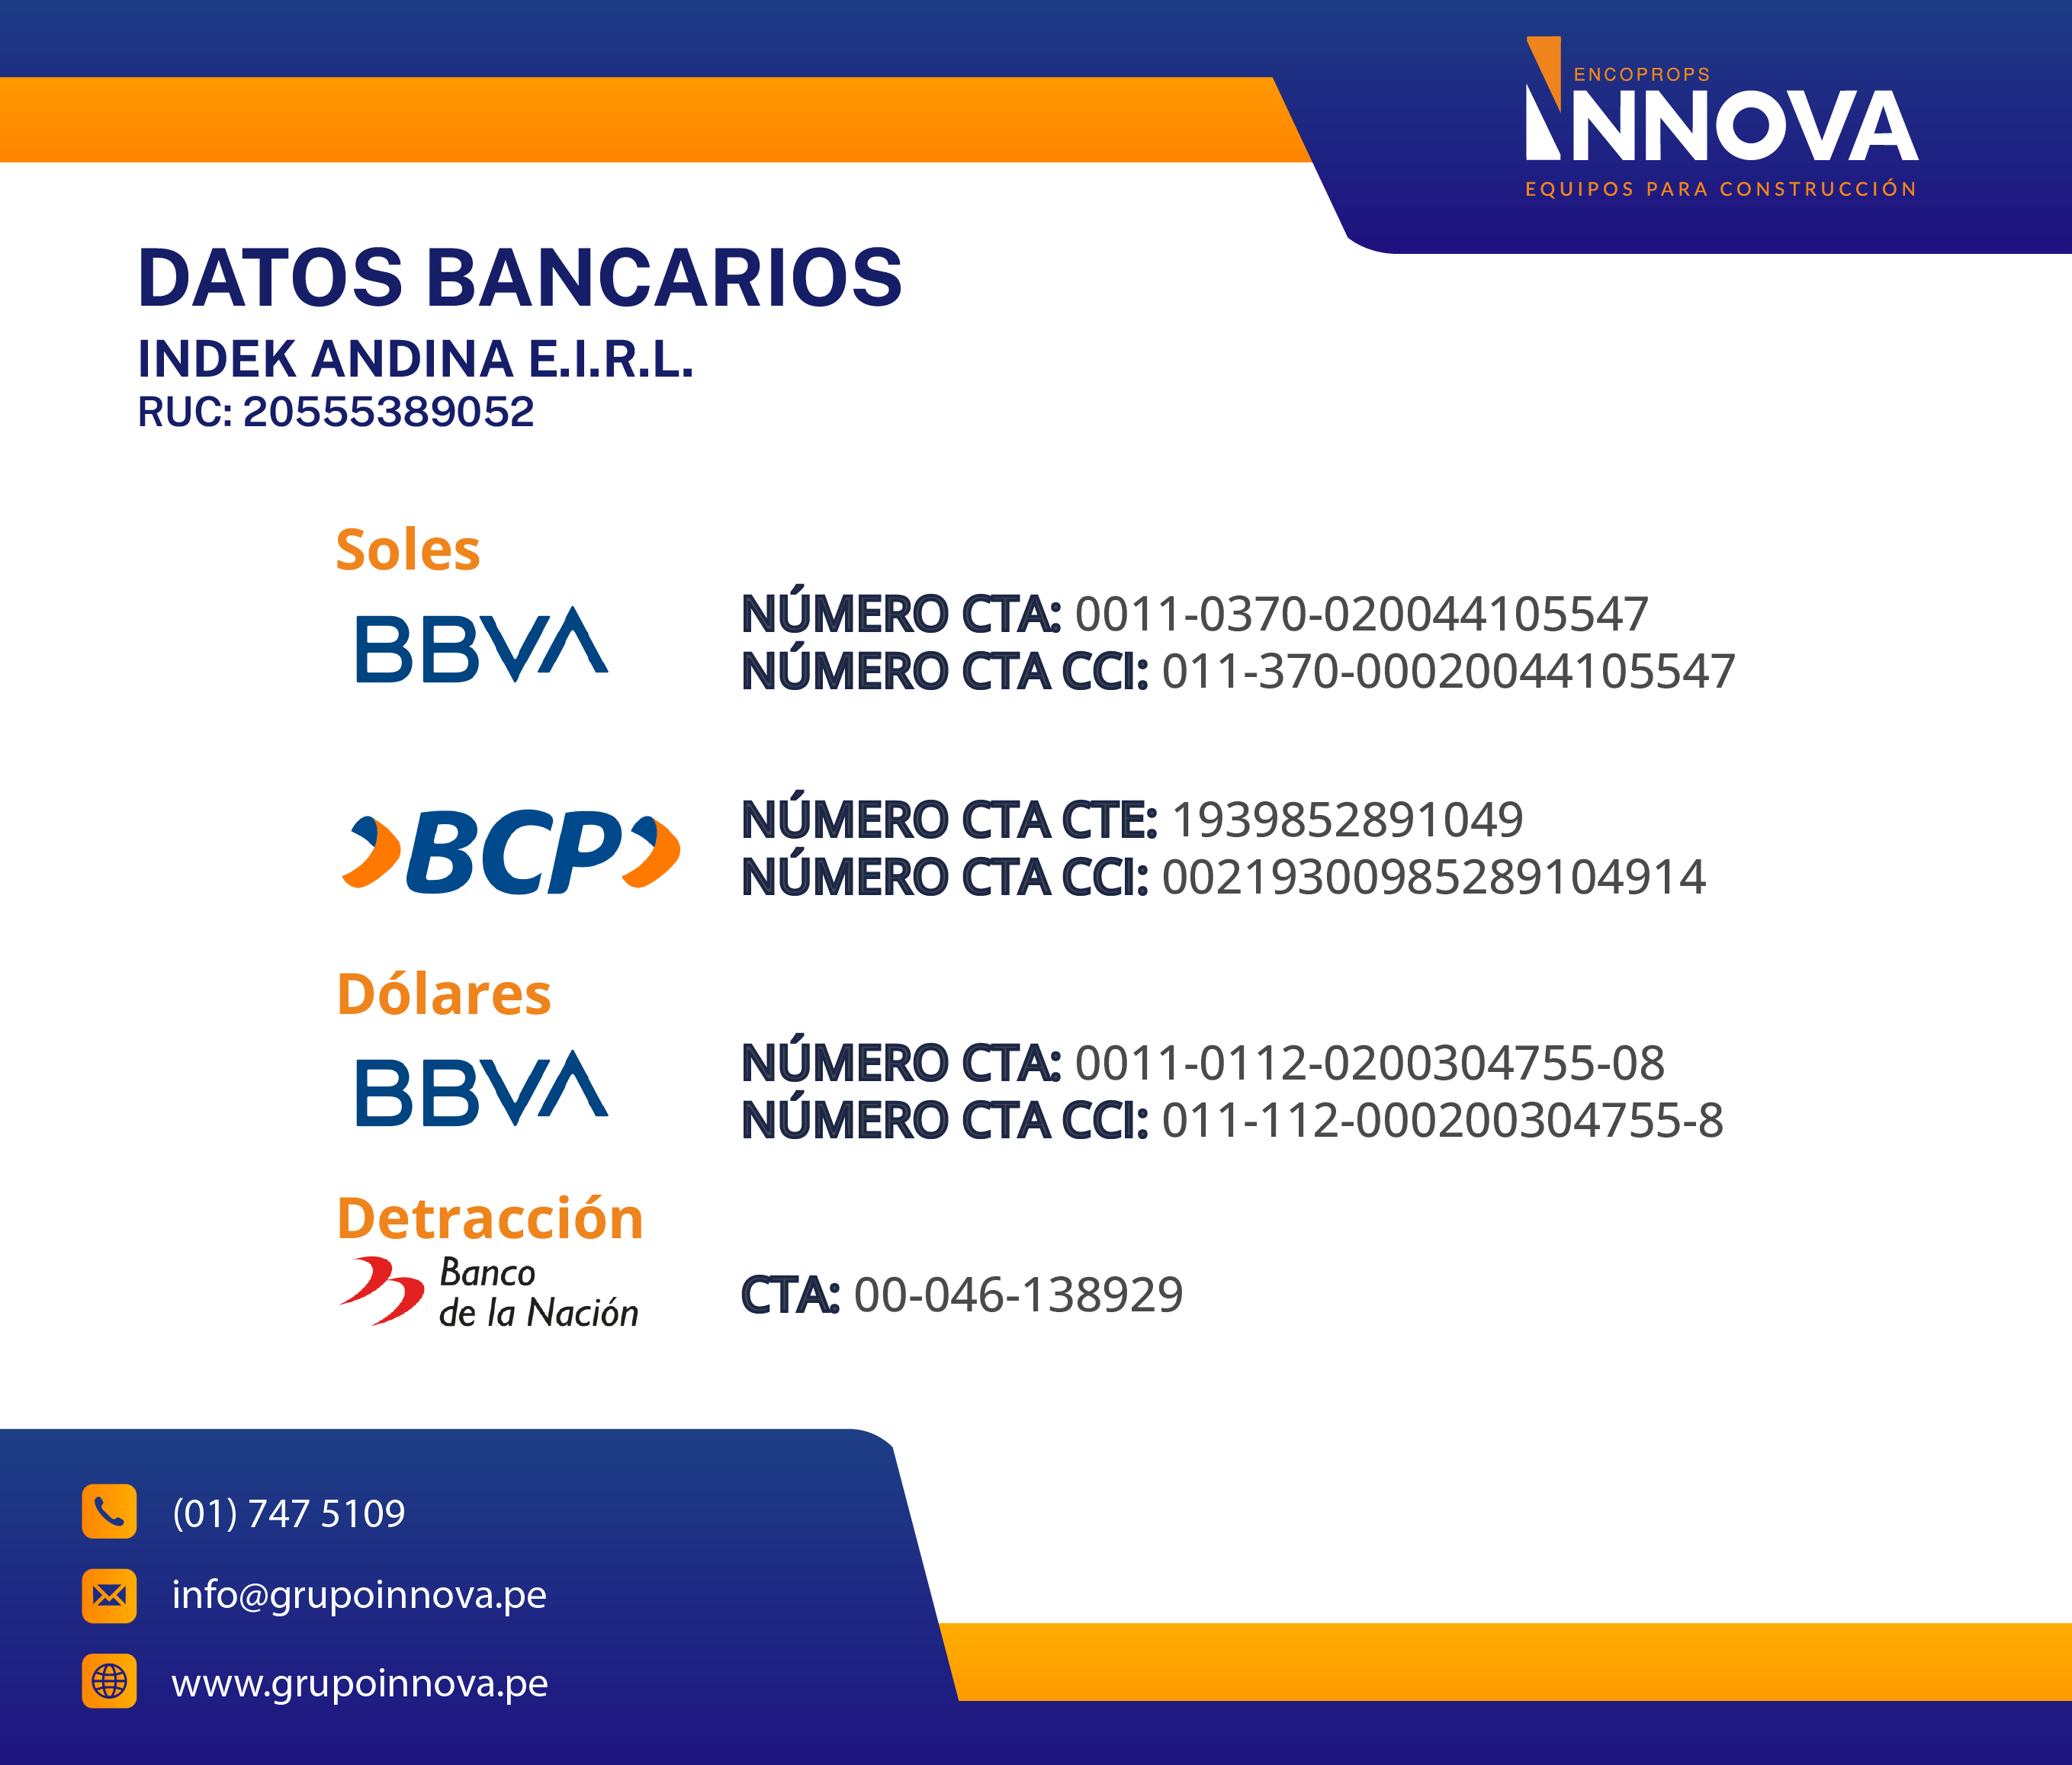 ENCOPROPS
INNOVA
EQUIPOS PARA CONSTRUCCIÓN
DATOS BANCARIOS
INDEK ANDINA E.I.R.L.
RUC: 20555389052
Soles
BBVA
NÚMERO CTA: 0011-0370-020044105547
NÚMERO CTA CCI: 011-370-00020044105547
BCP
NÚMERO CTA CTE: 1939852891049
NÚMERO CTA CCI: 00219300985289104914
Dólares
BBVA
NÚMERO CTA: 0011-0112-0200304755-08
NÚMERO CTA CCI: 011-112-000200304755-8
Detracción
Banco
de la Nación
CTA: 00-046-138929
(01) 747 5109
info@grupoinnova.pe
www.grupoinnova.pe